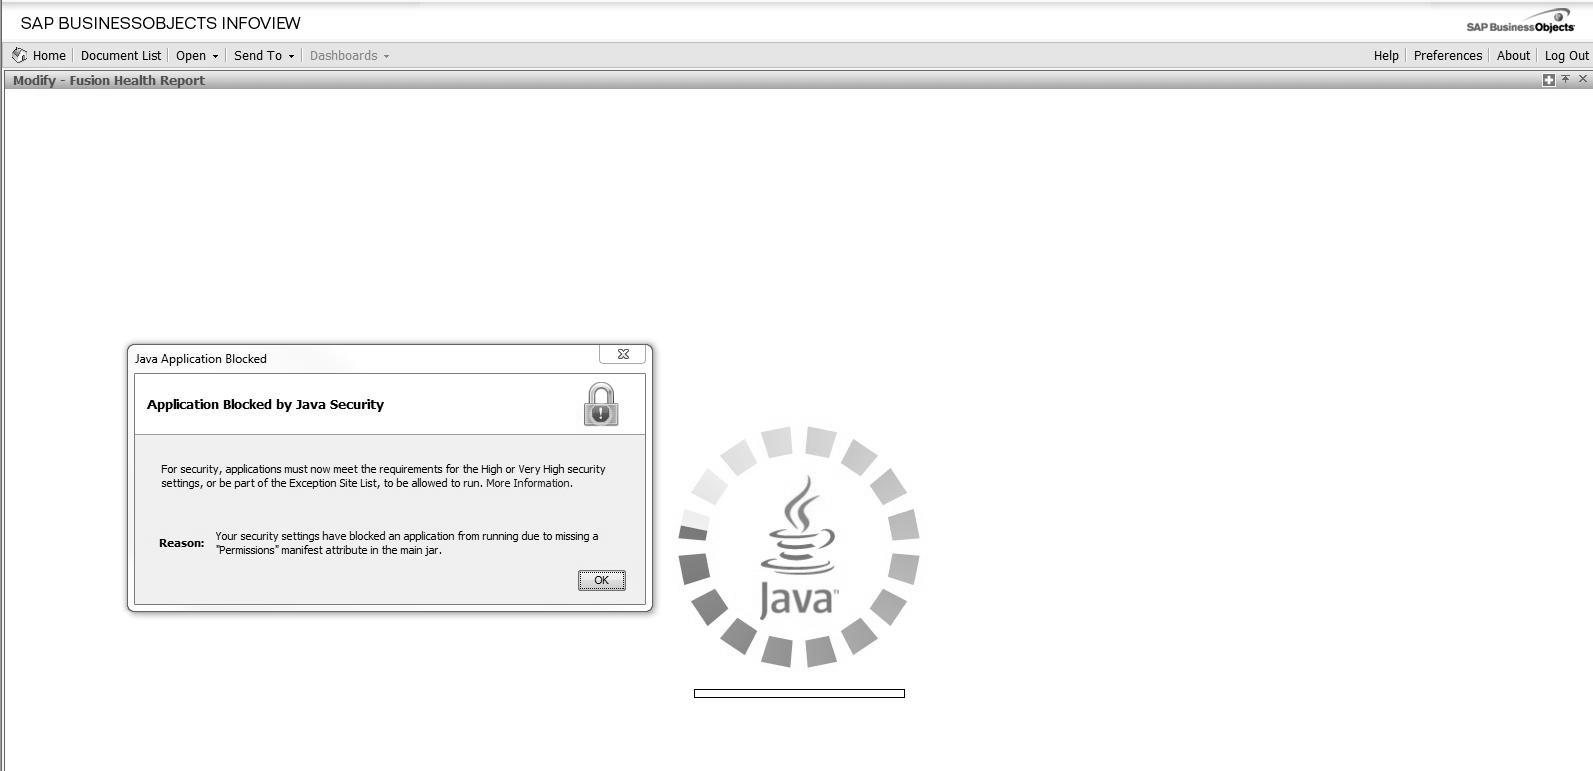 SAP BUSINESSOBJECTS INFOVIEW
SAP BusinessObjects™
Home Document List Open Send To Dashboards Help Preferences About Log Out
Modify - Fusion Health Report
Java Application Blocked
Application Blocked by Java Security
For security, applications must now meet the requirements for the High or Very High security
settings, or be part of the Exception Site List, to be allowed to run. More Information.
Reason: Your security settings have blocked an application from running due to missing a
"Permissions" manifest attribute in the main jar.
OK
Java™